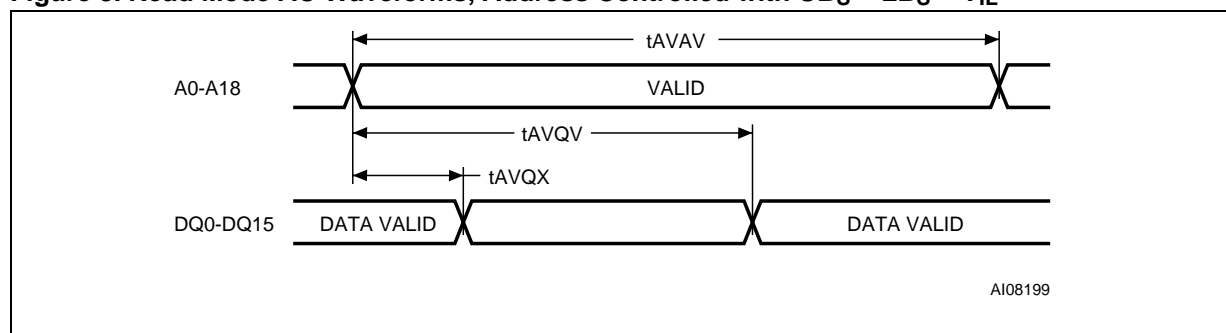 tAVAV
A0-A18
VALID
tAVQV
tAVQX
DQ0-DQ15
DATA VALID
DATA VALID
AI08199